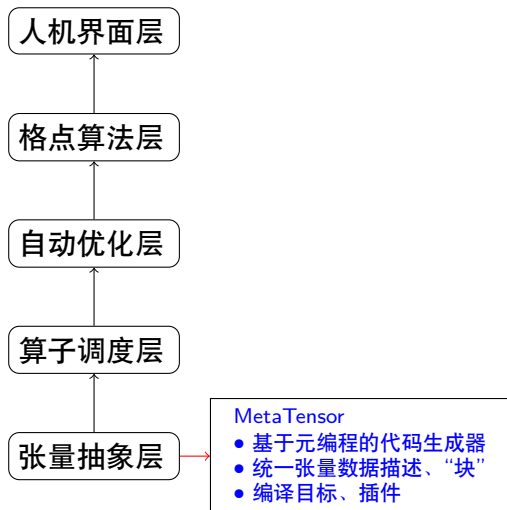 人机界面层
格点算法层
自动优化层
算子调度层
张量抽象层
MetaTensor
• 基于元编程的代码生成器
• 统一张量数据描述、“块”
• 编译目标、插件